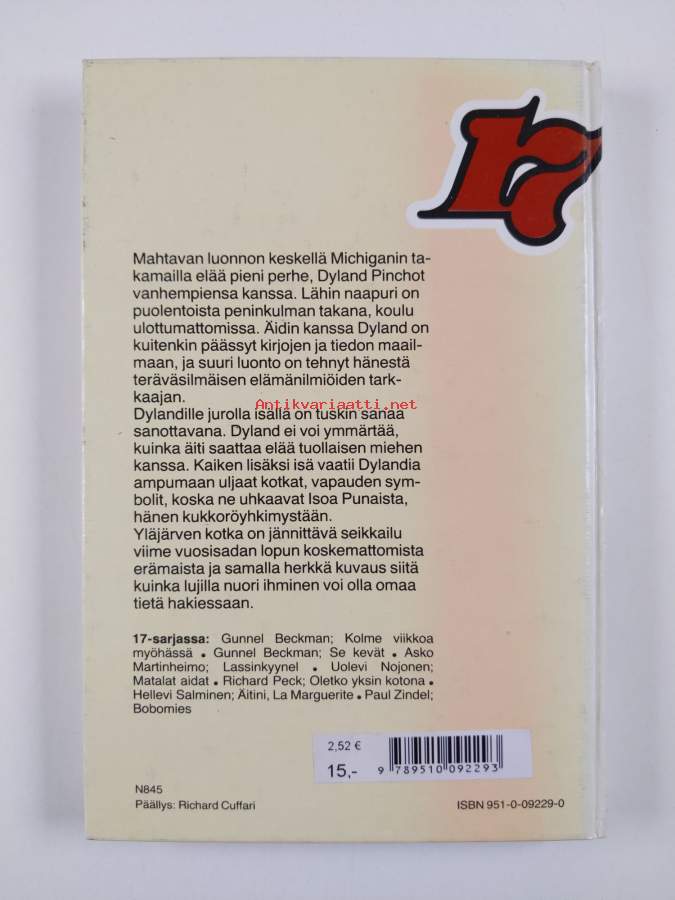 17
Mahtavan luonnon keskellä Michiganin ta-
kamailla elää pieni perhe, Dyland Pinchot
vanhempiensa kanssa. Lähin naapuri on
puolentoista peninkulman takana, koulu
ulottumattomissa. Äidin kanssa Dyland on
kuitenkin päässyt kirjojen ja tiedon maail-
maan, ja suuri luonto on tehnyt hänestä
teräväsilmäisen elämänilmiöiden tark-
kaajan.
Antikvariaatti.net
Dylandille jurolla isällä on tuskin sanaa
sanottavana. Dyland ei voi ymmärtää,
kuinka äiti saattaa elää tuollaisen miehen
kanssa. Kaiken lisäksi isä vaatii Dylandia
ampumaan uljaat kotkat, vapauden sym-
bolit, koska ne uhkaavat Isoa Punaista,
hänen kukkoröyhkimystään.
Yläjärven kotka on jännittävä seikkailu
viime vuosisadan lopun koskemattomista
erämaista ja samalla herkkä kuvaus siitä
kuinka lujilla nuori ihminen voi olla omaa
tietä hakiessaan.
17-sarjassa: Gunnel Beckman; Kolme viikkoa
myöhässä • Gunnel Beckman; Se kevät • Asko
Martinheimo; Lassinkyynel • Uolevi Nojonen;
Matalat aidat • Richard Peck; Oletko yksin kotona •
Hellevi Salminen; Äitini, La Marguerite • Paul Zindel;
Bobomies
2,52 €
15,-
9 789510 092293
N845
Päällys: Richard Cuffari
ISBN 951-0-09229-0